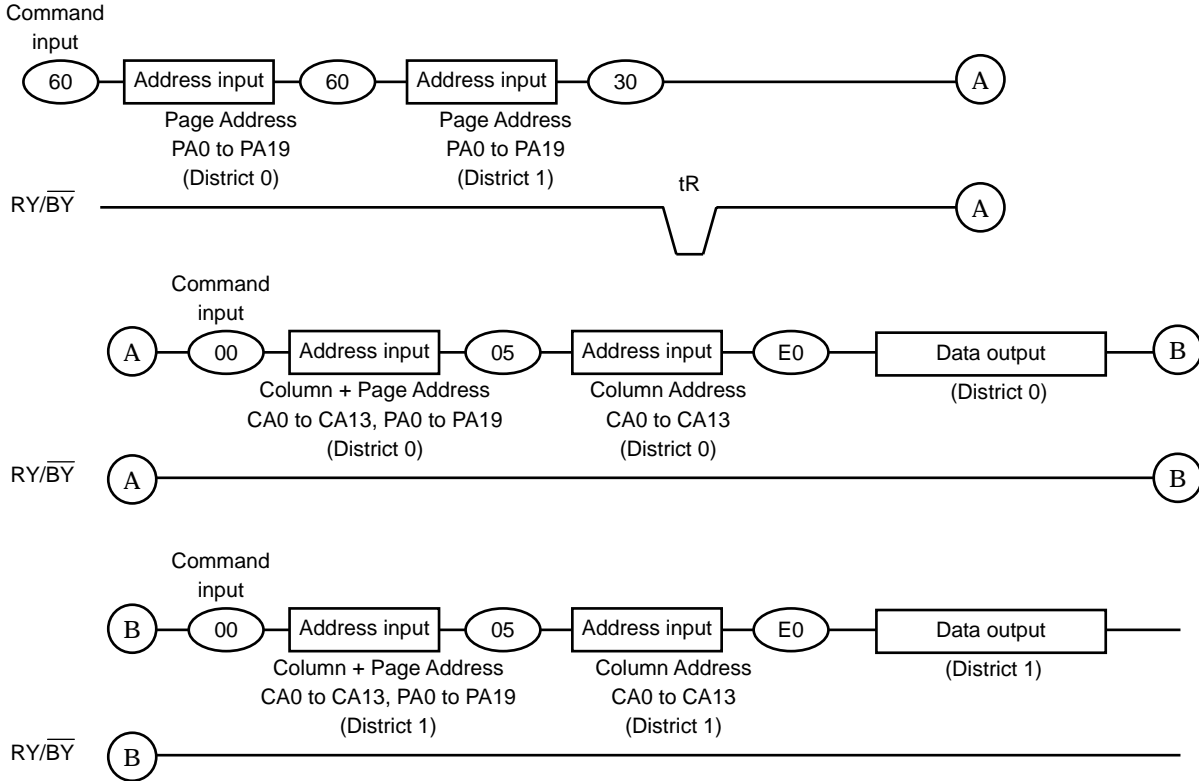 Command
input
60 Address input 60 Address input 30 A
Page Address
PA0 to PA19
(District 0)
Page Address
PA0 to PA19
(District 1)
tR
RY/BY A
Command
input
A 00 Address input 05 Address input E0 Data output B
Column + Page Address
CA0 to CA13, PA0 to PA19
(District 0)
Column Address
CA0 to CA13
(District 0)
(District 0)
RY/BY A B
Command
input
B 00 Address input 05 Address input E0 Data output
Column + Page Address
CA0 to CA13, PA0 to PA19
(District 1)
Column Address
CA0 to CA13
(District 1)
(District 1)
RY/BY B